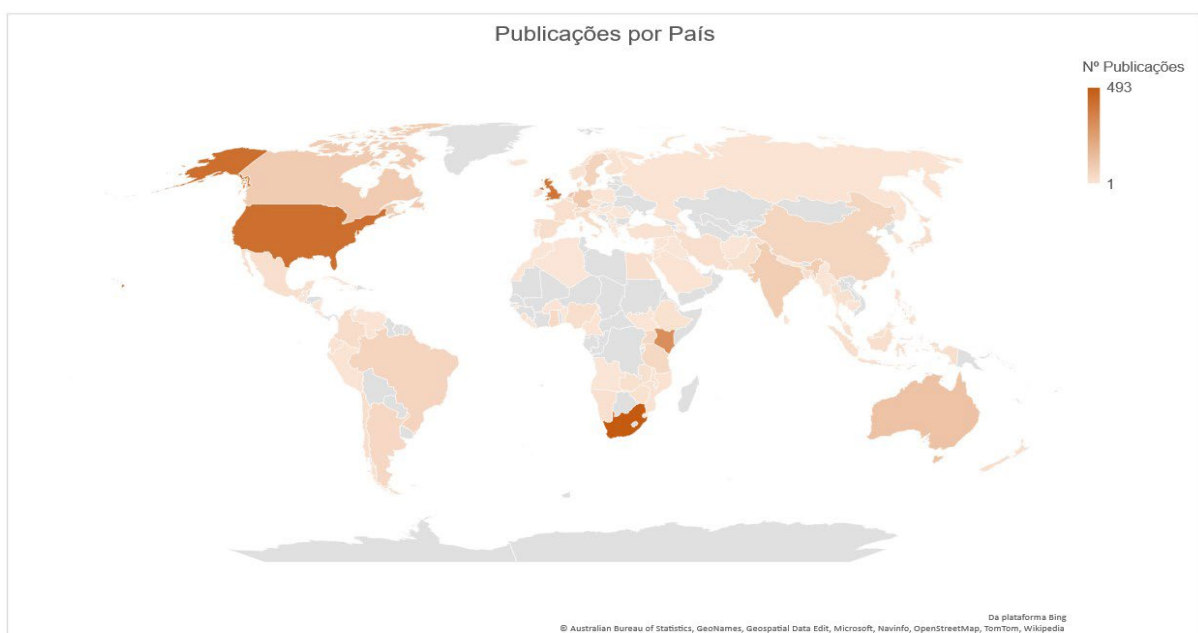 Publicações por País
Nº Publicações
493
1
Da plataforma Bing
© Australian Bureau of Statistics, GeoNames, Geospatial Data Edit, Microsoft, Navinfo, OpenStreetMap, TomTom, Wikipedia